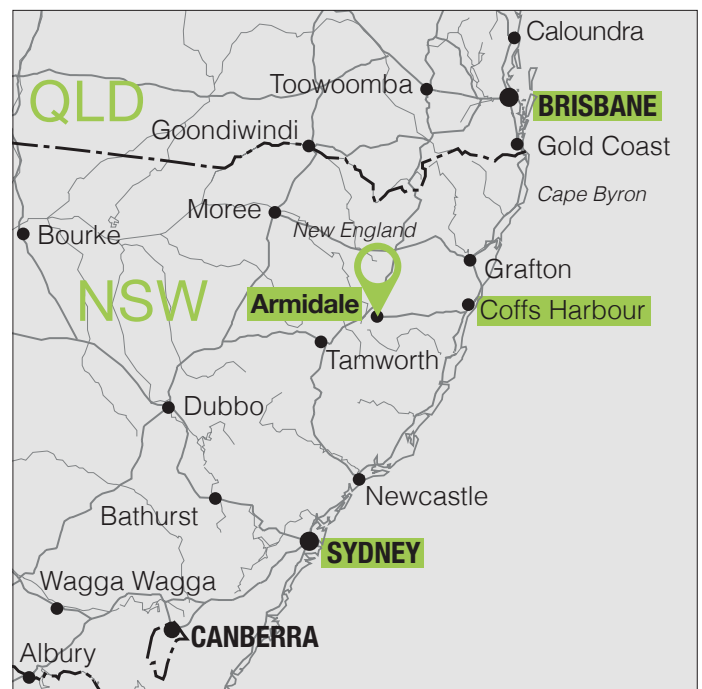 Caloundra
Toowoomba
QLD
BRISBANE
Goondiwindi
Gold Coast
Cape Byron
Moree
New England
Bourke
Grafton
NSW
Armidale
Coffs Harbour
Tamworth
Dubbo
Newcastle
Bathurst
SYDNEY
Wagga Wagga
CANBERRA
Albury